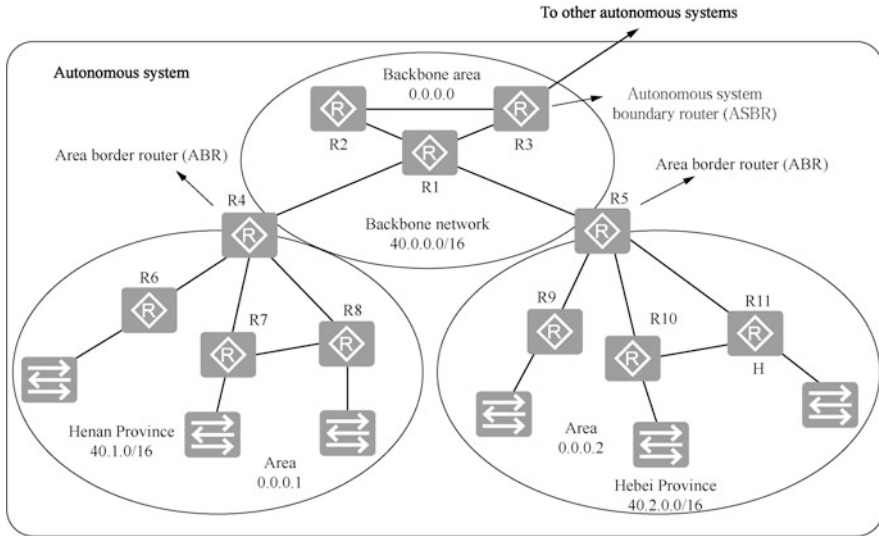 To other autonomous systems
Autonomous system
Backbone area
0.0.0.0
R
R
R2
R3
Autonomous system
boundary router (ASBR)
R
R1
Area border router (ABR)
Area border router (ABR)
R4
R5
R
R
Backbone network
40.0.0.0/16
R6
R
R7
R
R8
R
R9
R
R10
R
R11
R
H
Henan Province
40.1.0/16
Area
0.0.0.1
Area
0.0.0.2
Hebei Province
40.2.0.0/16